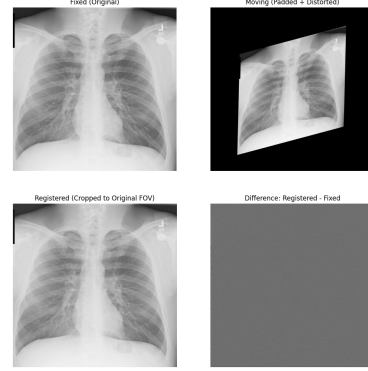 Fixed (Original)
Moving (Padded + Distorted)
Registered (Cropped to Original FOV)
Difference: Registered - Fixed